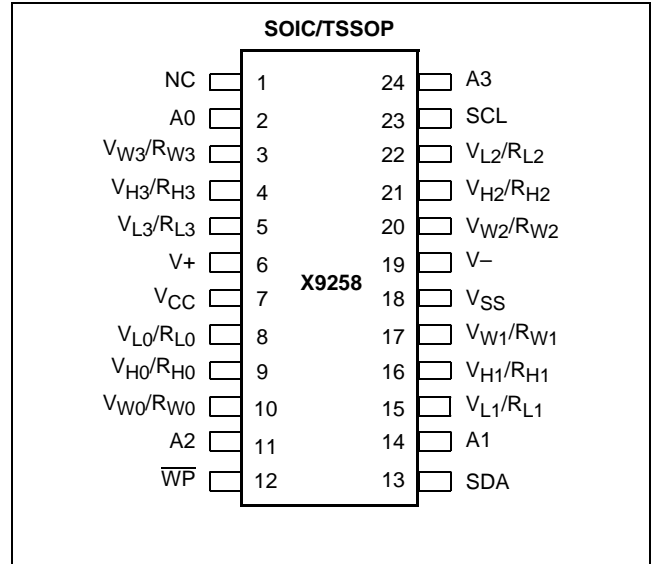 SOIC/TSSOP
NC 1 24 A3
A0 2 23 SCL
VW3/RW3 3 22 VL2/RL2
VH3/RH3 4 21 VH2/RH2
VL3/RL3 5 20 VW2/RW2
V+ 6 19 V–
X9258
VCC 7 18 VSS
VL0/RL0 8 17 VW1/RW1
VH0/RH0 9 16 VH1/RH1
VW0/RW0 10 15 VL1/RL1
A2 11 14 A1
W̅P̅ 12 13 SDA